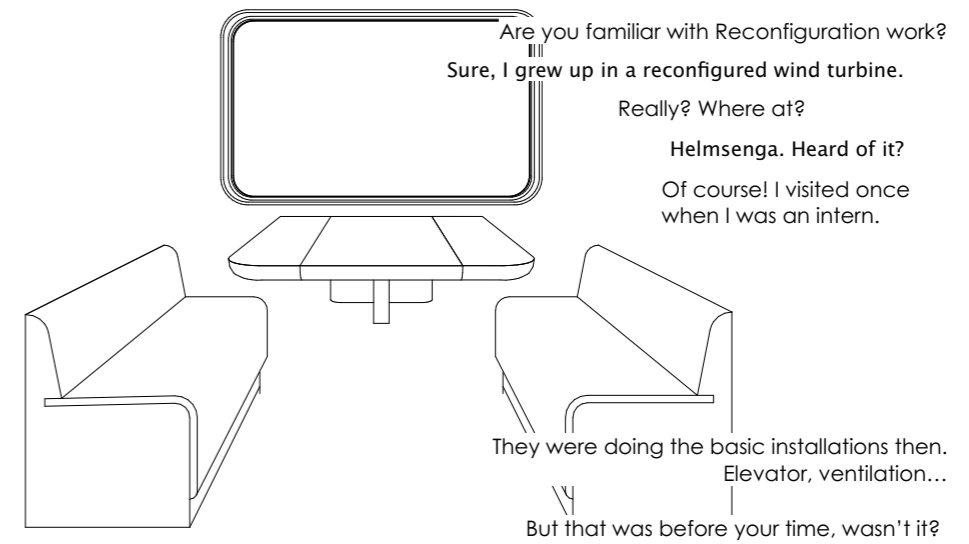 Are you familiar with Reconfiguration work?
Sure, I grew up in a reconfigured wind turbine.
Really? Where at?
Helmsenga. Heard of it?
Of course! I visited once
when I was an intern.
They were doing the basic installations then.
Elevator, ventilation…
But that was before your time, wasn't it?